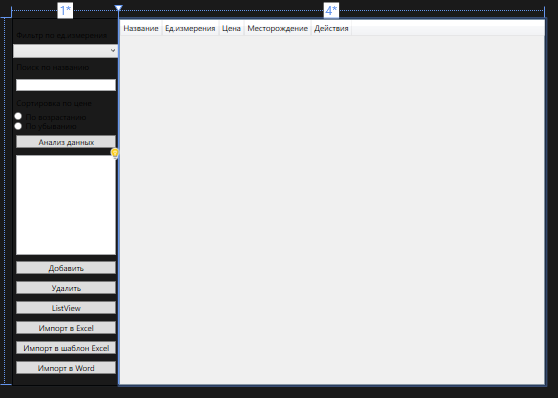 1*
4*
Фильтр по ед.измерения
Название Ед.измерения Цена Месторождение Действия
Поиск по названию
Сортировка по цене
По возрастанию
По убыванию
Анализ данных
Добавить
Удалить
ListView
Импорт в Excel
Импорт в шаблон Excel
Импорт в Word